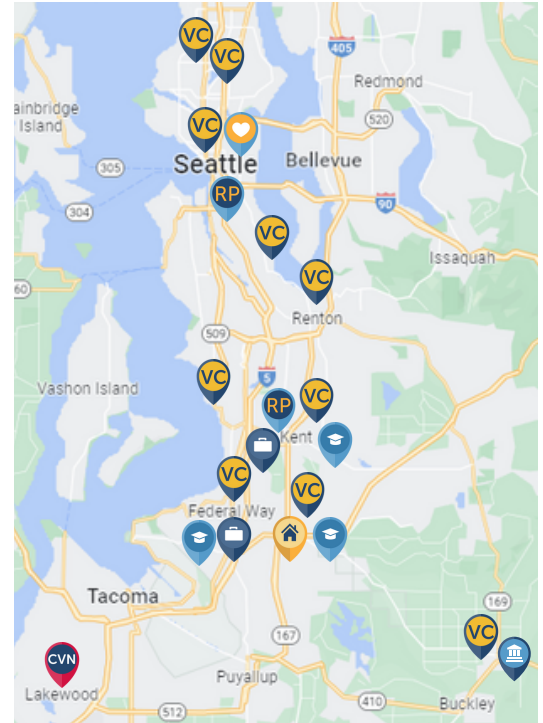 VC
VC
405
Redmond
ainbridge
Island
VC
520
Seattle
Bellevue
305
RP
90
304
VC
Issaquah
60
VC
Renton
509
5
VC
Vashon Island
VC
RP
Kent
VC
VC
Federal Way
Tacoma
169
VC
167
CVN
Puyallup
Lakewood
410
Buckley
512